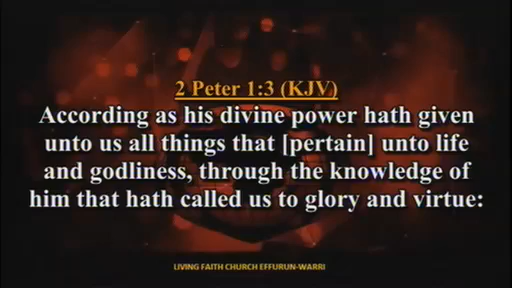 2 Peter 1:3 (KJV)
According as his divine power hath given
unto us all things that [pertain] unto life
and godliness, through the knowledge of
him that hath called us to glory and virtue:
LIVING FAITH CHURCH EFFURUN-WARRI